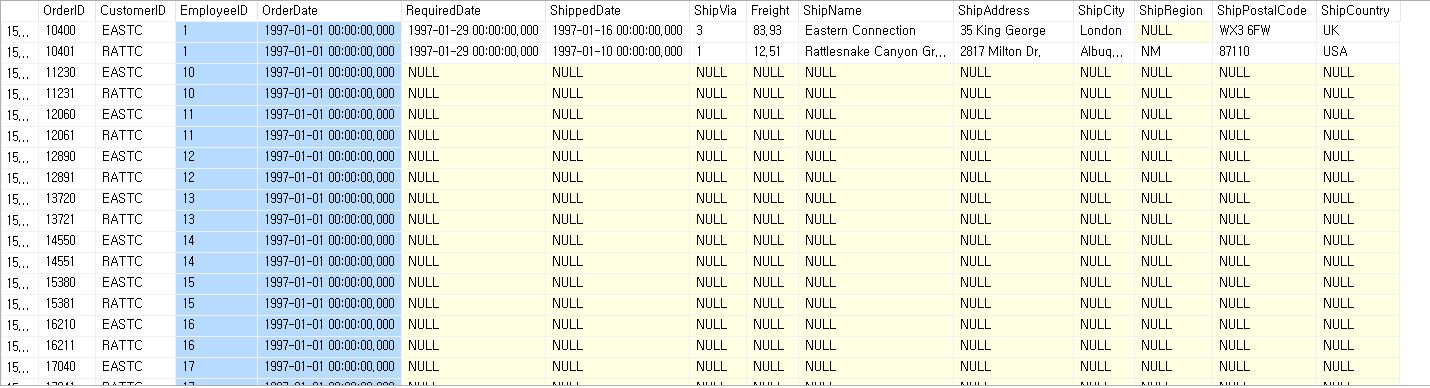 OrderID CustomerID EmployeeID OrderDate RequiredDate ShippedDate ShipVia Freight ShipName ShipAddress ShipCity ShipRegion ShipPostalCode ShipCountry
15... 10400 EASTC 1 1997-01-01 00:00:00.000 1997-01-29 00:00:00.000 1997-01-16 00:00:00.000 3 83.93 Eastern Connection 35 King George London NULL WX3 6FW UK
15... 10401 RATTC 1 1997-01-01 00:00:00.000 1997-01-29 00:00:00.000 1997-01-10 00:00:00.000 1 12.51 Rattlesnake Canyon Gr... 2817 Milton Dr. Albuq... NM 87110 USA
15... 11230 EASTC 10 1997-01-01 00:00:00.000 NULL NULL NULL NULL NULL NULL NULL NULL NULL NULL
15... 11231 RATTC 10 1997-01-01 00:00:00.000 NULL NULL NULL NULL NULL NULL NULL NULL NULL NULL
15... 12060 EASTC 11 1997-01-01 00:00:00.000 NULL NULL NULL NULL NULL NULL NULL NULL NULL NULL
15... 12061 RATTC 11 1997-01-01 00:00:00.000 NULL NULL NULL NULL NULL NULL NULL NULL NULL NULL
15... 12890 EASTC 12 1997-01-01 00:00:00.000 NULL NULL NULL NULL NULL NULL NULL NULL NULL NULL
15... 12891 RATTC 12 1997-01-01 00:00:00.000 NULL NULL NULL NULL NULL NULL NULL NULL NULL NULL
15... 13720 EASTC 13 1997-01-01 00:00:00.000 NULL NULL NULL NULL NULL NULL NULL NULL NULL NULL
15... 13721 RATTC 13 1997-01-01 00:00:00.000 NULL NULL NULL NULL NULL NULL NULL NULL NULL NULL
15... 14550 EASTC 14 1997-01-01 00:00:00.000 NULL NULL NULL NULL NULL NULL NULL NULL NULL NULL
15... 14551 RATTC 14 1997-01-01 00:00:00.000 NULL NULL NULL NULL NULL NULL NULL NULL NULL NULL
15... 15380 EASTC 15 1997-01-01 00:00:00.000 NULL NULL NULL NULL NULL NULL NULL NULL NULL NULL
15... 15381 RATTC 15 1997-01-01 00:00:00.000 NULL NULL NULL NULL NULL NULL NULL NULL NULL NULL
15... 16210 EASTC 16 1997-01-01 00:00:00.000 NULL NULL NULL NULL NULL NULL NULL NULL NULL NULL
15... 16211 RATTC 16 1997-01-01 00:00:00.000 NULL NULL NULL NULL NULL NULL NULL NULL NULL NULL
15... 17040 EASTC 17 1997-01-01 00:00:00.000 NULL NULL NULL NULL NULL NULL NULL NULL NULL NULL